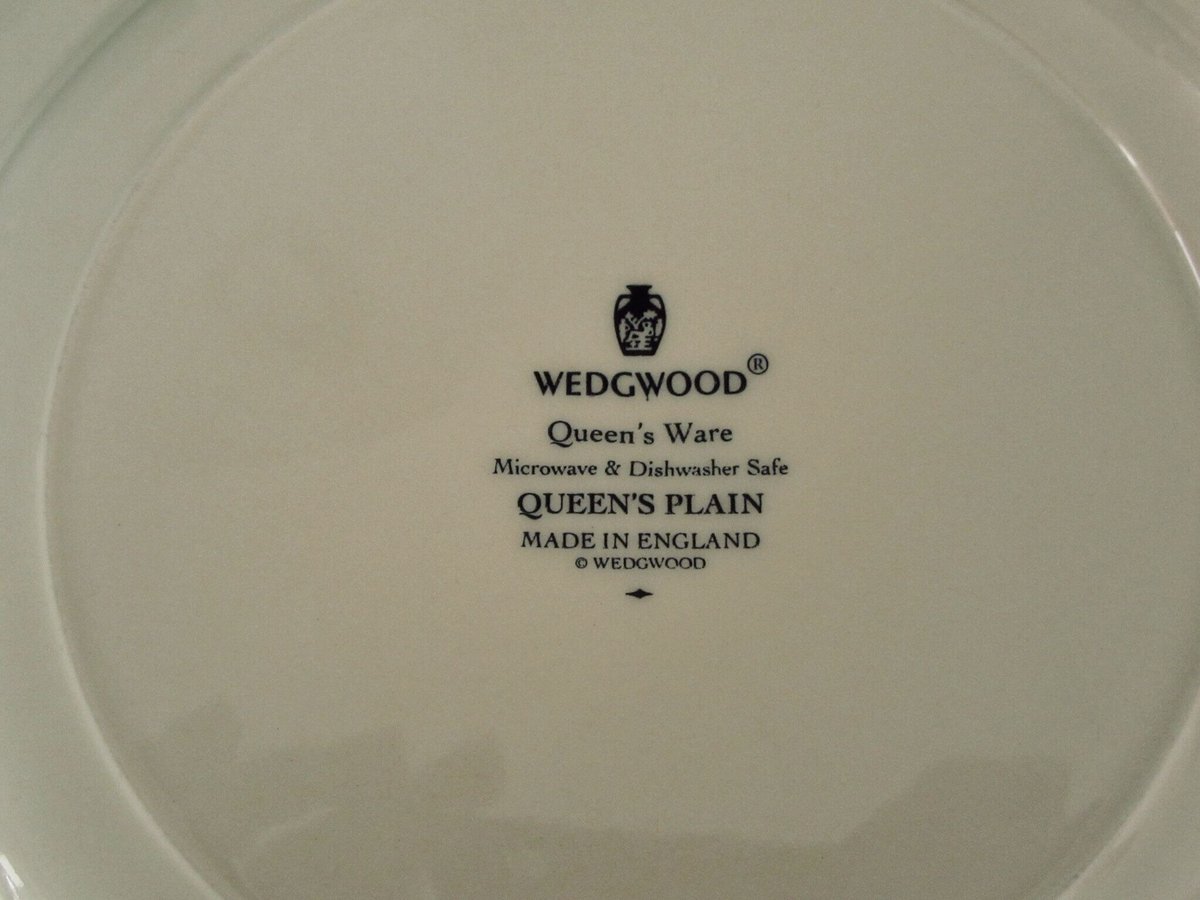 WEDGWOOD®
Queen's Ware
Microwave & Dishwasher Safe
QUEEN'S PLAIN
MADE IN ENGLAND
© WEDGWOOD